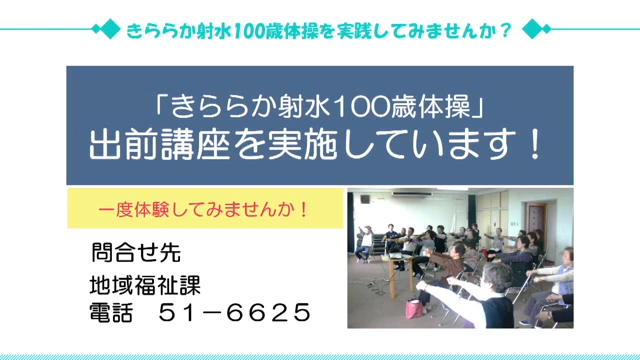 きららか射水100歳体操を実践してみませんか？
「きららか射水100歳体操」
出前講座を実施しています！
一度体験してみませんか！
問合せ先
地域福祉課
電話　５１－６６２５